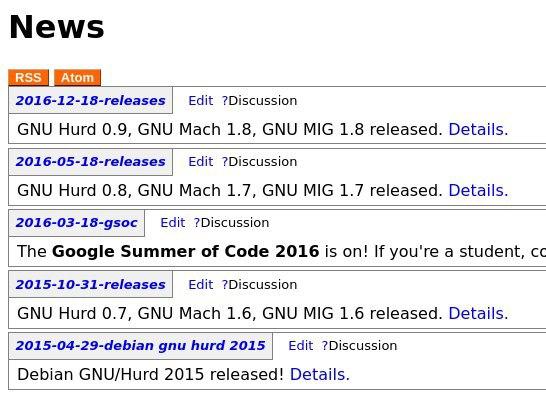 News
RSS Atom
2016-12-18-releases Edit ?Discussion
GNU Hurd 0.9, GNU Mach 1.8, GNU MIG 1.8 released. Details.
2016-05-18-releases Edit ?Discussion
GNU Hurd 0.8, GNU Mach 1.7, GNU MIG 1.7 released. Details.
2016-03-18-gsoc Edit ?Discussion
The Google Summer of Code 2016 is on! If you're a student, co
2015-10-31-releases Edit ?Discussion
GNU Hurd 0.7, GNU Mach 1.6, GNU MIG 1.6 released. Details.
2015-04-29-debian gnu hurd 2015 Edit ?Discussion
Debian GNU/Hurd 2015 released! Details.